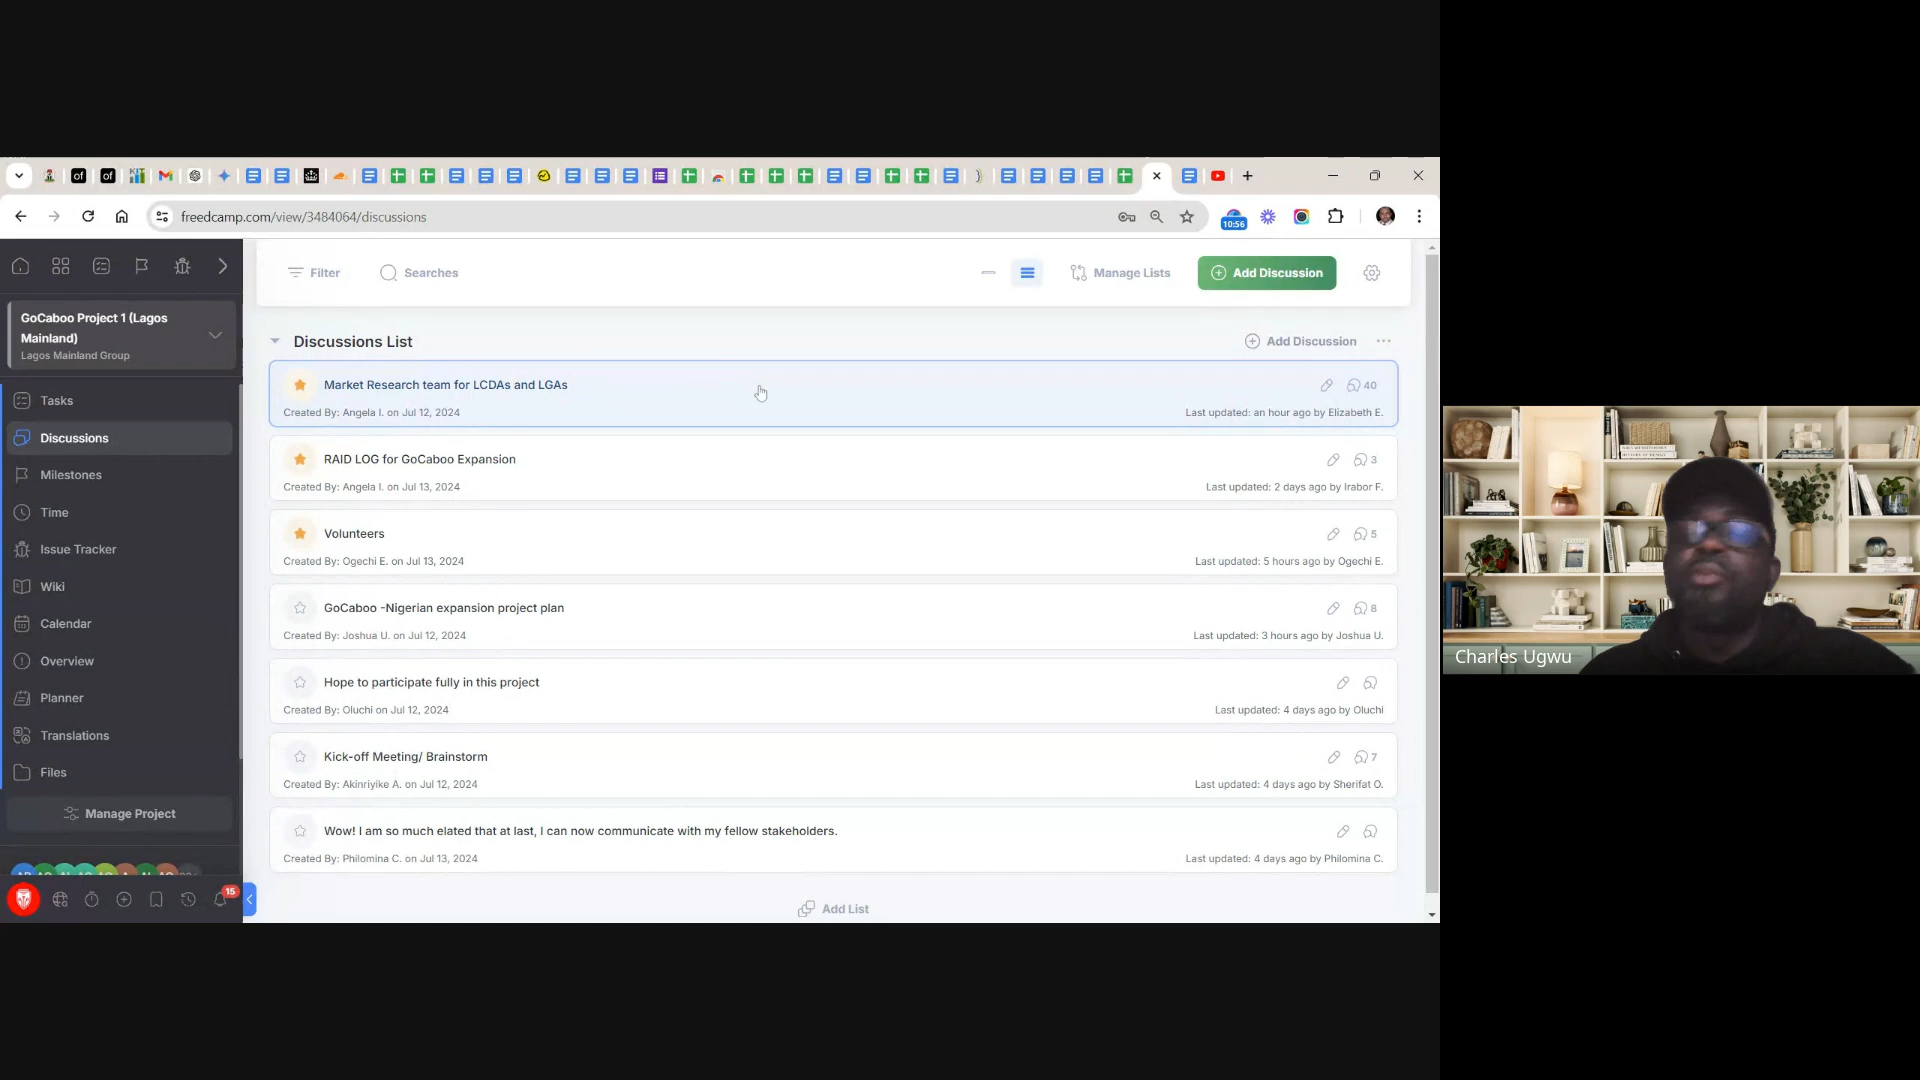 of
of
KIT
freedcamp.com/view/3484064/discussions
10:56
Filter
Searches
Manage Lists
Add Discussion
GoCaboo Project 1 (Lagos
Mainland)
Lagos Mainland Group
Tasks
Discussions
Milestones
Time
Issue Tracker
Wiki
Calendar
Overview
Planner
Translations
Files
Manage Project
15
Discussions List
Add Discussion
Market Research team for LCDAs and LGAs
40
Created By: Angela I. on Jul 12, 2024
Last updated: an hour ago by Elizabeth E.
RAID LOG for GoCaboo Expansion
3
Created By: Angela I. on Jul 13, 2024
Last updated: 2 days ago by Irabor F.
Volunteers
5
Created By: Ogechi E. on Jul 13, 2024
Last updated: 5 hours ago by Ogechi E.
GoCaboo -Nigerian expansion project plan
8
Created By: Joshua U. on Jul 12, 2024
Last updated: 3 hours ago by Joshua U.
Hope to participate fully in this project
Created By: Oluchi on Jul 12, 2024
Last updated: 4 days ago by Oluchi
Kick-off Meeting/ Brainstorm
7
Created By: Akinriyike A. on Jul 12, 2024
Last updated: 4 days ago by Sherifat O.
Wow! I am so much elated that at last, I can now communicate with my fellow stakeholders.
Created By: Philomina C. on Jul 13, 2024
Last updated: 4 days ago by Philomina C.
Add List
Charles Ugwu